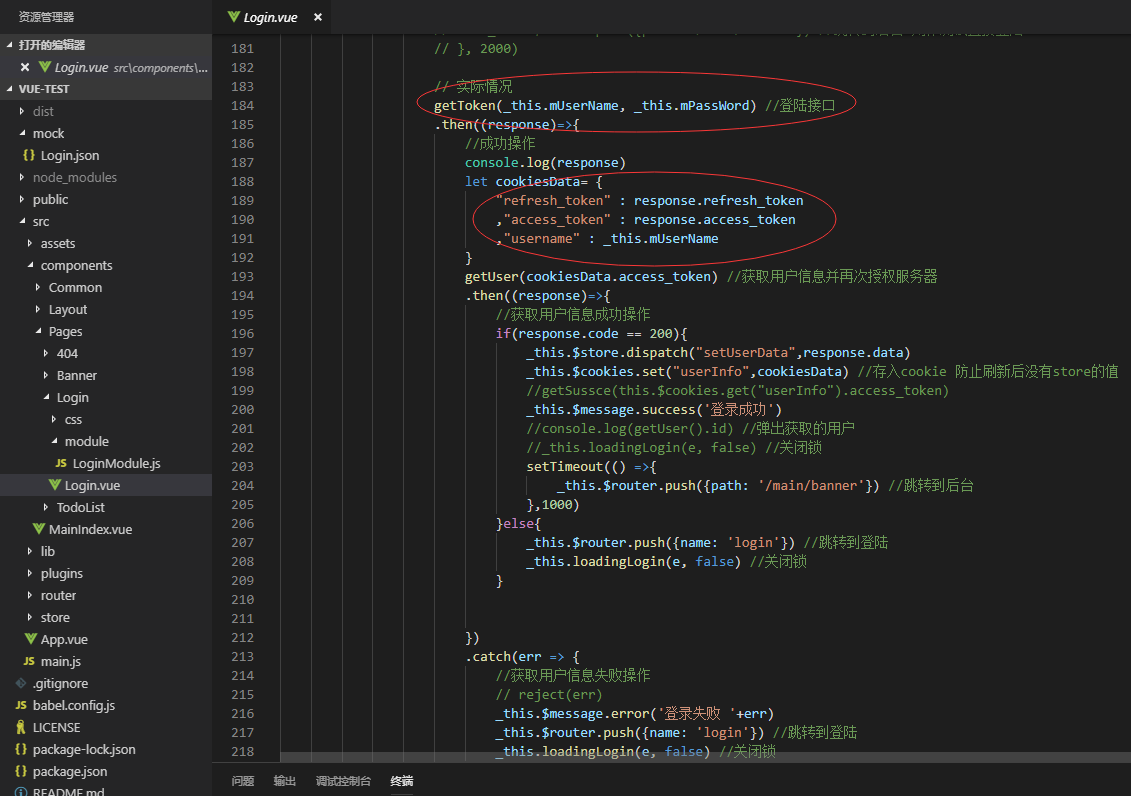 资源管理器
打开的编辑器
Login.vue src\components\...
VUE-TEST
dist
mock
Login.json
node_modules
public
src
assets
components
Common
Layout
Pages
404
Banner
Login
css
module
JS LoginModule.js
Login.vue
TodoList
MainIndex.vue
lib
plugins
router
store
App.vue
JS main.js
.gitignore
JS babel.config.js
LICENSE
{} package-lock.json
{} package.json
README.md
Login.vue ×
181 // }, 2000)
182
183 // 实际情况
184 getToken(_this.mUserName, _this.mPassWord) //登陆接口
185 .then((response)=>{
186 //成功操作
187 console.log(response)
188 let cookiesData= {
189 "refresh_token" : response.refresh_token
190 ,"access_token" : response.access_token
191 ,"username" : _this.mUserName
192 }
193 getUser(cookiesData.access_token) //获取用户信息并再次授权服务器
194 .then((response)=>{
195 //获取用户信息成功操作
196 if(response.code == 200){
197 _this.$store.dispatch("setUserData",response.data)
198 _this.$cookies.set("userInfo",cookiesData) //存入cookie 防止刷新后没有store的值
199 //getSussce(this.$cookies.get("userInfo").access_token)
200 _this.$message.success('登录成功')
201 //console.log(getUser().id) //弹出获取的用户
202 //_this.loadingLogin(e, false) //关闭锁
203 setTimeout(() =>{
204 _this.$router.push({path: '/main/banner'}) //跳转到后台
205 },1000)
206 }else{
207 _this.$router.push({name: 'login'}) //跳转到登陆
208 _this.loadingLogin(e, false) //关闭锁
209 }
210
211
212 })
213 .catch(err => {
214 //获取用户信息失败操作
215 // reject(err)
216 _this.$message.error('登录失败 '+err)
217 _this.$router.push({name: 'login'}) //跳转到登陆
218 _this.loadingLogin(e, false) //关闭锁
问题 输出 调试控制台 终端